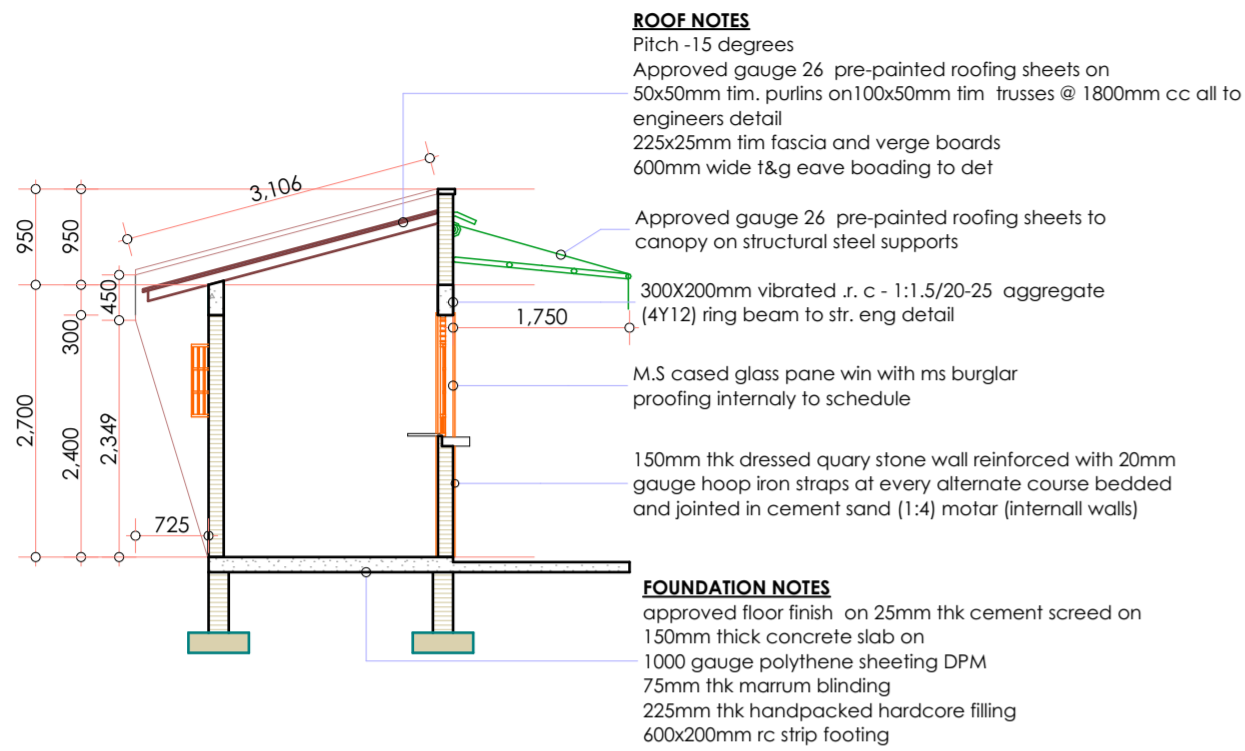 ROOF NOTES
Pitch -15 degrees
Approved gauge 26 pre-painted roofing sheets on
50x50mm tim. purlins on100x50mm tim trusses @ 1800mm cc all to
engineers detail
225x25mm tim fascia and verge boards
600mm wide t&g eave boading to det
Approved gauge 26 pre-painted roofing sheets to
canopy on structural steel supports
300X200mm vibrated .r. c - 1:1.5/20-25 aggregate
(4Y12) ring beam to str. eng detail
M.S cased glass pane win with ms burglar
proofing internaly to schedule
150mm thk dressed quary stone wall reinforced with 20mm
gauge hoop iron straps at every alternate course bedded
and jointed in cement sand (1:4) motar (internall walls)
FOUNDATION NOTES
approved floor finish on 25mm thk cement screed on
150mm thick concrete slab on
1000 gauge polythene sheeting DPM
75mm thk marrum blinding
225mm thk handpacked hardcore filling
600x200mm rc strip footing
3,106
950
950
450
300
1,750
2,700
2,400
2,349
725